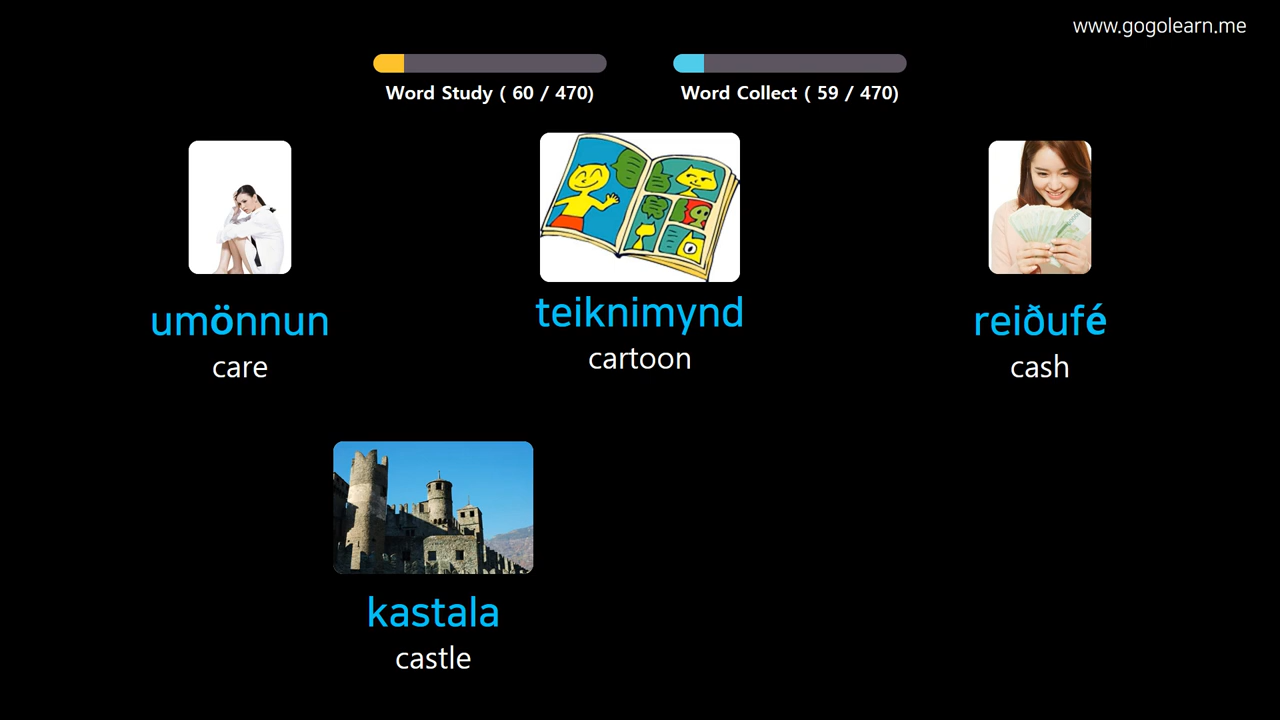 www.gogolearn.me
Word Study ( 60 / 470)
Word Collect ( 59 / 470)
umönnun
care
teiknimynd
cartoon
reiðufé
cash
kastala
castle